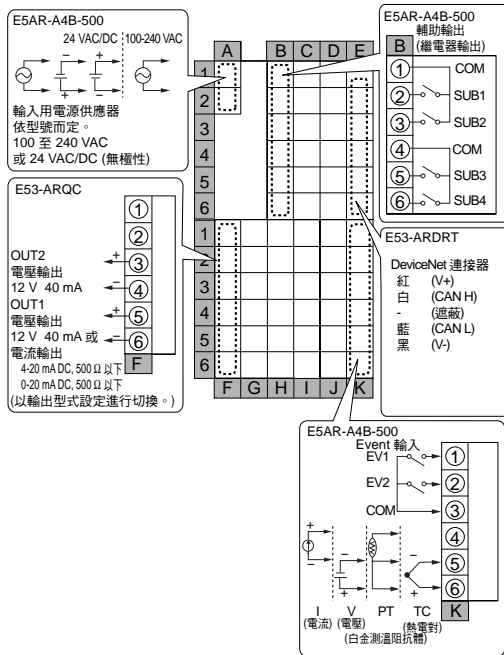 E5AR-A4B-500
24 VAC/DC
100-240 VAC
輸入用電源供應器
依型號而定。
100 至 240 VAC
或 24 VAC/DC (無極性)
E53-ARQC
1
2
3
4
5
6
F
OUT2
電壓輸出
12 V 40 mA
OUT1
電壓輸出
12 V 40 mA 或
電流輸出
4-20 mA DC, 500 Ω 以下
0-20 mA DC, 500 Ω 以下
(以輸出型式設定進行切換。)
A B C D E
1
2
3
4
5
6
1
2
3
4
5
6
F G H I J K
E5AR-A4B-500
輔助輸出
(繼電器輸出)
B
1 COM
2 SUB1
3 SUB2
4 COM
5 SUB3
6 SUB4
E53-ARDRT
DeviceNet 連接器
紅 (V+)
白 (CAN H)
- (遮蔽)
藍 (CAN L)
黑 (V-)
E5AR-A4B-500
Event 輸入
EV1 1
EV2 2
COM 3
4
5
6
K
I V PT TC
(電流) (電壓) (熱電對)
(白金測溫阻抗體)